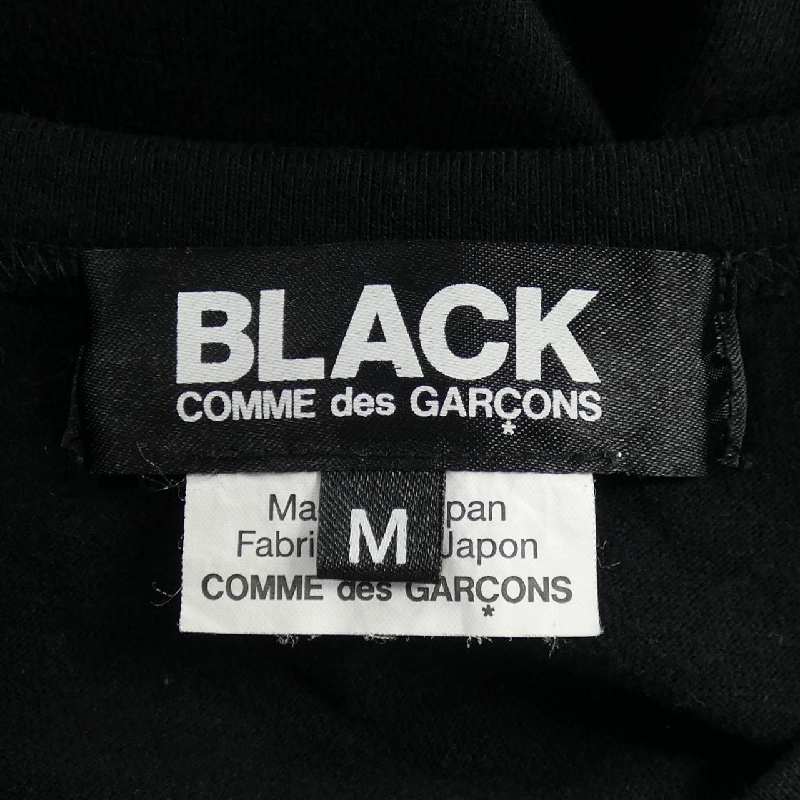 BLACK
COMME des GARÇONS
*
Ma pan
Fabri Japon
M
COMME des GARÇONS
*